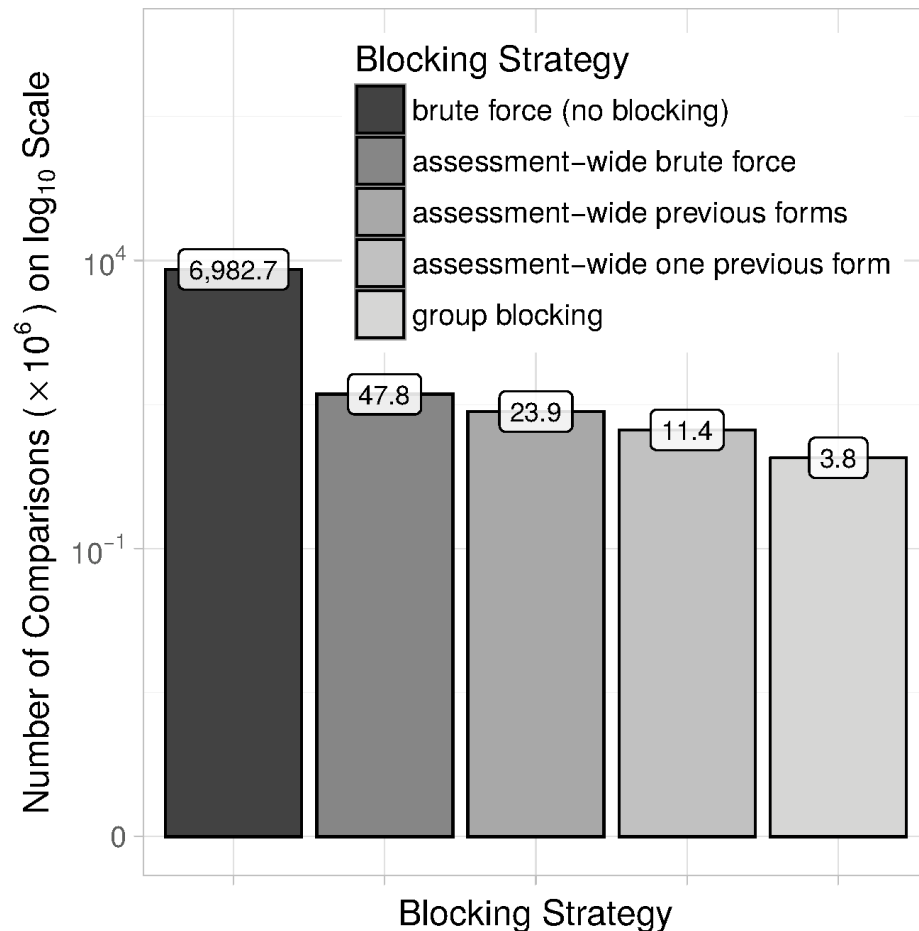 Number of Comparisons (×10⁶) on log₁₀ Scale
Blocking Strategy
brute force (no blocking)
assessment−wide brute force
assessment−wide previous forms
assessment−wide one previous form
group blocking
10⁴
6,982.7
47.8
23.9
11.4
3.8
10⁻¹
0
Blocking Strategy